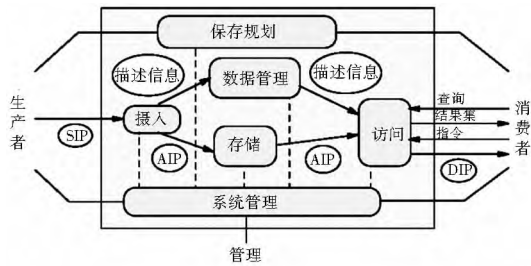 保存规划
描述信息
数据管理
描述信息
生产者
摄入
SIP
AIP
存储
AIP
访问
查询
结果集
指令
消费者
DIP
系统管理
管理